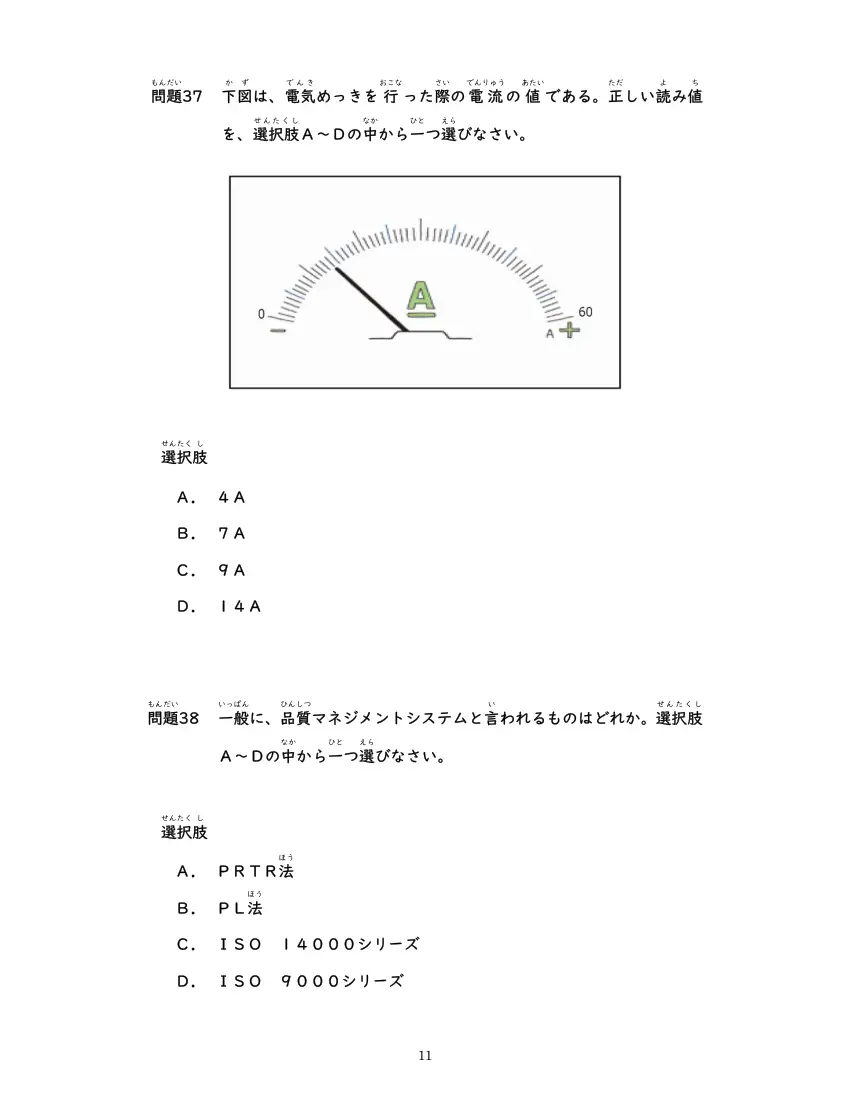 もんだい か ず でんき おこな さい でんりゅう あたい ただ よ ち
問題37 下図は、電気めっきを行った際の電流の値である。正しい読み値
せんたくし なか ひと えら
を、選択肢A~Dの中から一つ選びなさい。
A
0
60
− A +
せんたくし
選択肢
A. 4A
B. 7A
C. 9A
D. 14A
もんだい いっぱん ひんしつ い せんたくし
問題38 一般に、品質マネジメントシステムと言われるものはどれか。選択肢
なか ひと えら
A~Dの中から一つ選びなさい。
せんたくし
選択肢
ほう
A. PRTR法
ほう
B. PL法
C. ISO 14000シリーズ
D. ISO 9000シリーズ
11